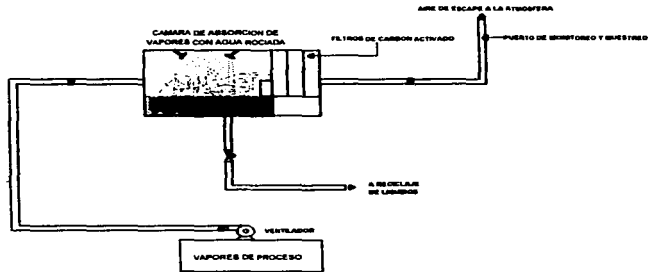 AIRE DE ESCAPE A LA ATMOSFERA
CAMARA DE ABSORCION DE
VAPORES CON AGUA ROCIADA
FILTROS DE CARBON ACTIVADO
PUERTO DE MONITOREO Y MUESTREO
A RECICLAJE
DE LIQUIDOS
VENTILADOR
VAPORES DE PROCESO